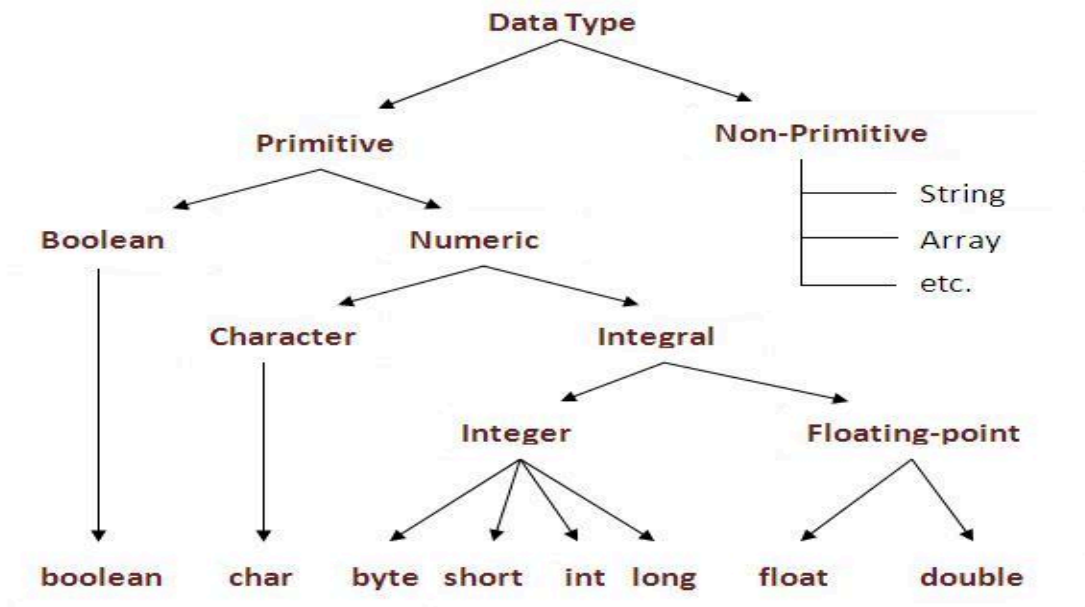 Data Type
Primitive
Non-Primitive
String
Array
etc.
Boolean
Numeric
Character
Integral
Integer
Floating-point
boolean char byte short int long float double